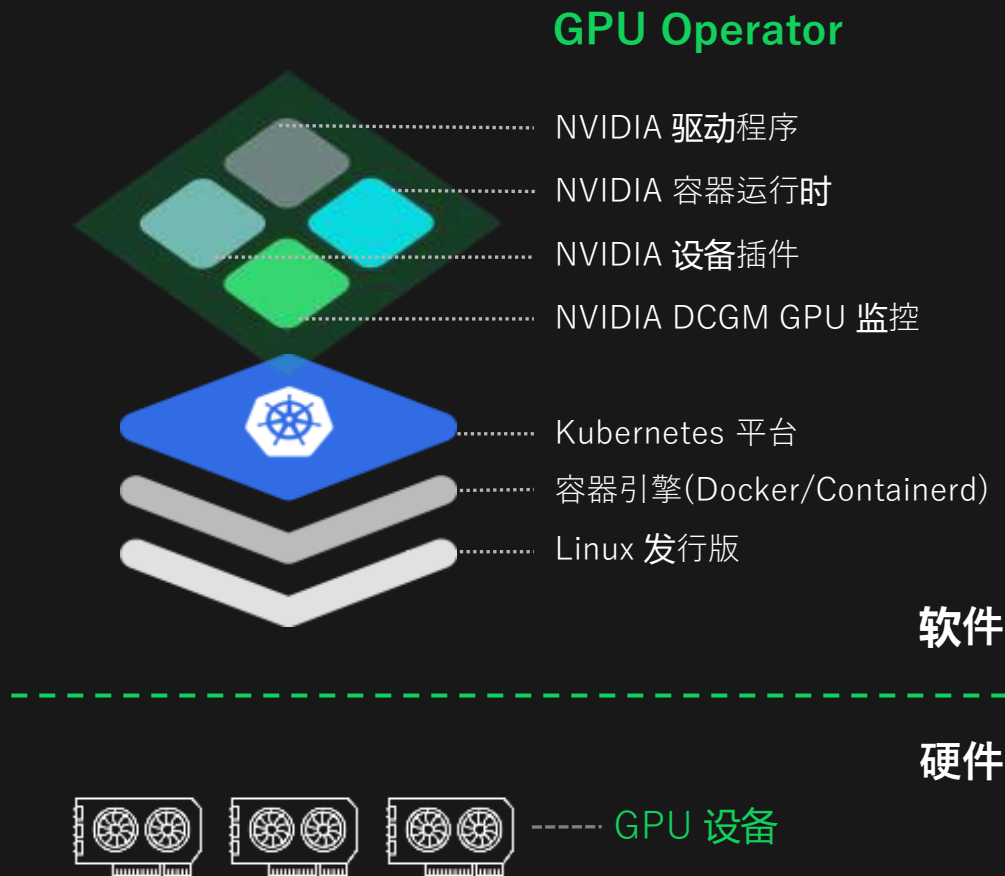 GPU Operator
NVIDIA 驱动程序
NVIDIA 容器运行时
NVIDIA 设备插件
NVIDIA DCGM GPU 监控
Kubernetes 平台
容器引擎(Docker/Containerd)
Linux 发行版
软件
硬件
GPU 设备